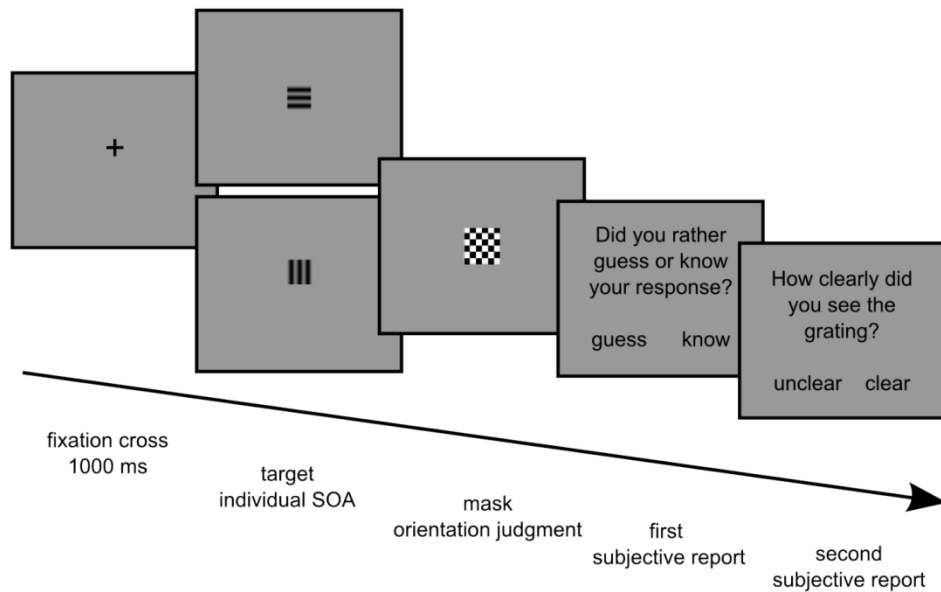 Did you rather
guess or know
your response?
guess know
How clearly did
you see the
grating?
unclear clear
fixation cross
1000 ms
target
individual SOA
mask
orientation judgment
first
subjective report
second
subjective report